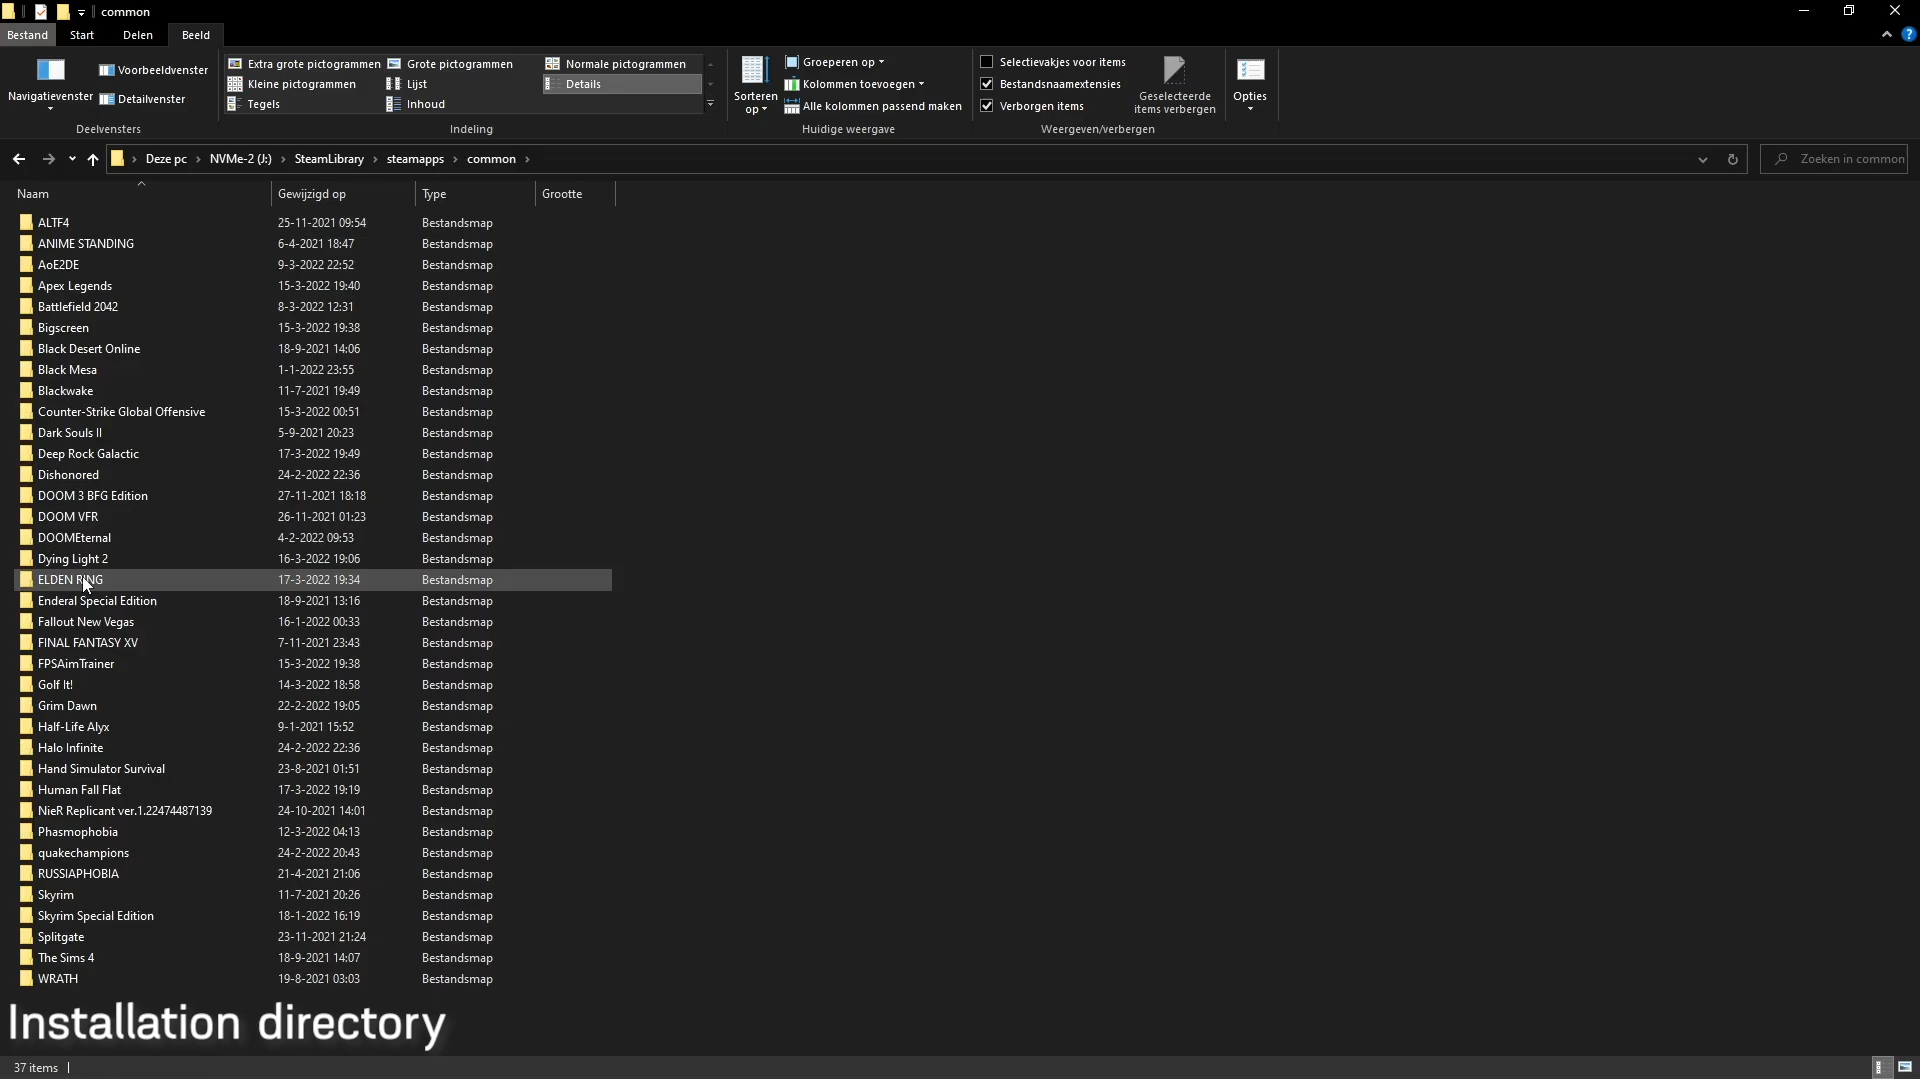 common
Bestand Start Delen Beeld
Navigatievenster
Voorbeeldvenster
Detailvenster
Deelvensters
Extra grote pictogrammen Grote pictogrammen Normale pictogrammen
Kleine pictogrammen Lijst Details
Tegels Inhoud
Indeling
Sorteren op
Groeperen op
Kolommen toevoegen
Alle kolommen passend maken
Huidige weergave
Selectievakjes voor items
Bestandsnaamextensies
Verborgen items
Geselecteerde
items verbergen
Weergeven/verbergen
Opties
Deze pc › NVMe-2 (J:) › SteamLibrary › steamapps › common ›
Zoeken in common
Naam Gewijzigd op Type Grootte
ALTF4 25-11-2021 09:54 Bestandsmap
ANIME STANDING 6-4-2021 18:47 Bestandsmap
AoE2DE 9-3-2022 22:52 Bestandsmap
Apex Legends 15-3-2022 19:40 Bestandsmap
Battlefield 2042 8-3-2022 12:31 Bestandsmap
Bigscreen 15-3-2022 19:38 Bestandsmap
Black Desert Online 18-9-2021 14:06 Bestandsmap
Black Mesa 1-1-2022 23:55 Bestandsmap
Blackwake 11-7-2021 19:49 Bestandsmap
Counter-Strike Global Offensive 15-3-2022 00:51 Bestandsmap
Dark Souls II 5-9-2021 20:23 Bestandsmap
Deep Rock Galactic 17-3-2022 19:49 Bestandsmap
Dishonored 24-2-2022 22:36 Bestandsmap
DOOM 3 BFG Edition 27-11-2021 18:18 Bestandsmap
DOOM VFR 26-11-2021 01:23 Bestandsmap
DOOMEternal 4-2-2022 09:53 Bestandsmap
Dying Light 2 16-3-2022 19:06 Bestandsmap
ELDEN RING 17-3-2022 19:34 Bestandsmap
Enderal Special Edition 18-9-2021 13:16 Bestandsmap
Fallout New Vegas 16-1-2022 00:33 Bestandsmap
FINAL FANTASY XV 7-11-2021 23:43 Bestandsmap
FPSAimTrainer 15-3-2022 19:38 Bestandsmap
Golf It! 14-3-2022 18:58 Bestandsmap
Grim Dawn 22-2-2022 19:05 Bestandsmap
Half-Life Alyx 9-1-2021 15:52 Bestandsmap
Halo Infinite 24-2-2022 22:36 Bestandsmap
Hand Simulator Survival 23-8-2021 01:51 Bestandsmap
Human Fall Flat 17-3-2022 19:19 Bestandsmap
NieR Replicant ver.1.22474487139 24-10-2021 14:01 Bestandsmap
Phasmophobia 12-3-2022 04:13 Bestandsmap
quakechampions 24-2-2022 20:43 Bestandsmap
RUSSIAPHOBIA 21-4-2021 21:06 Bestandsmap
Skyrim 11-7-2021 20:26 Bestandsmap
Skyrim Special Edition 18-1-2022 16:19 Bestandsmap
Splitgate 23-11-2021 21:24 Bestandsmap
The Sims 4 18-9-2021 14:07 Bestandsmap
WRATH 19-8-2021 03:03 Bestandsmap
Installation directory
37 items